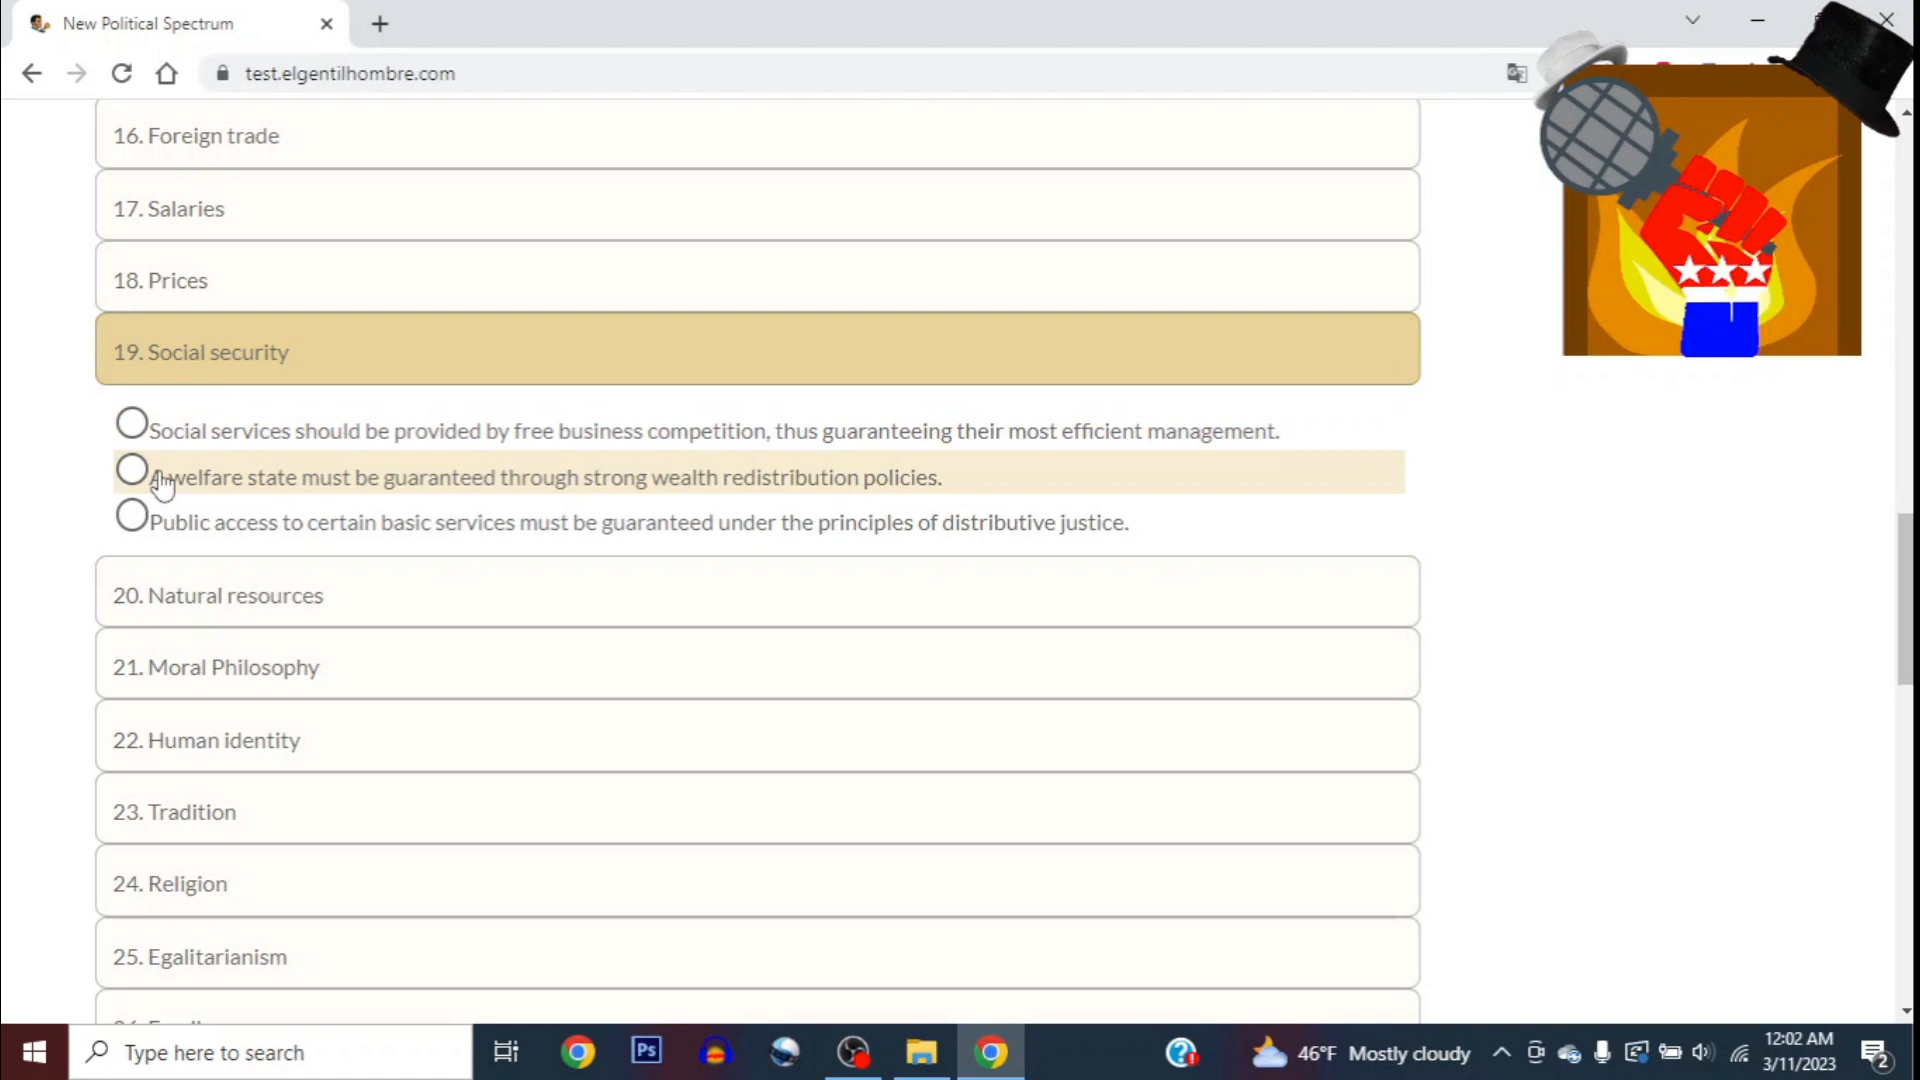 New Political Spectrum
test.elgentilhombre.com
16. Foreign trade
17. Salaries
18. Prices
19. Social security
Social services should be provided by free business competition, thus guaranteeing their most efficient management.
A welfare state must be guaranteed through strong wealth redistribution policies.
Public access to certain basic services must be guaranteed under the principles of distributive justice.
20. Natural resources
21. Moral Philosophy
22. Human identity
23. Tradition
24. Religion
25. Egalitarianism
Type here to search
Ps
46°F Mostly cloudy
12:02 AM
3/11/2023
2